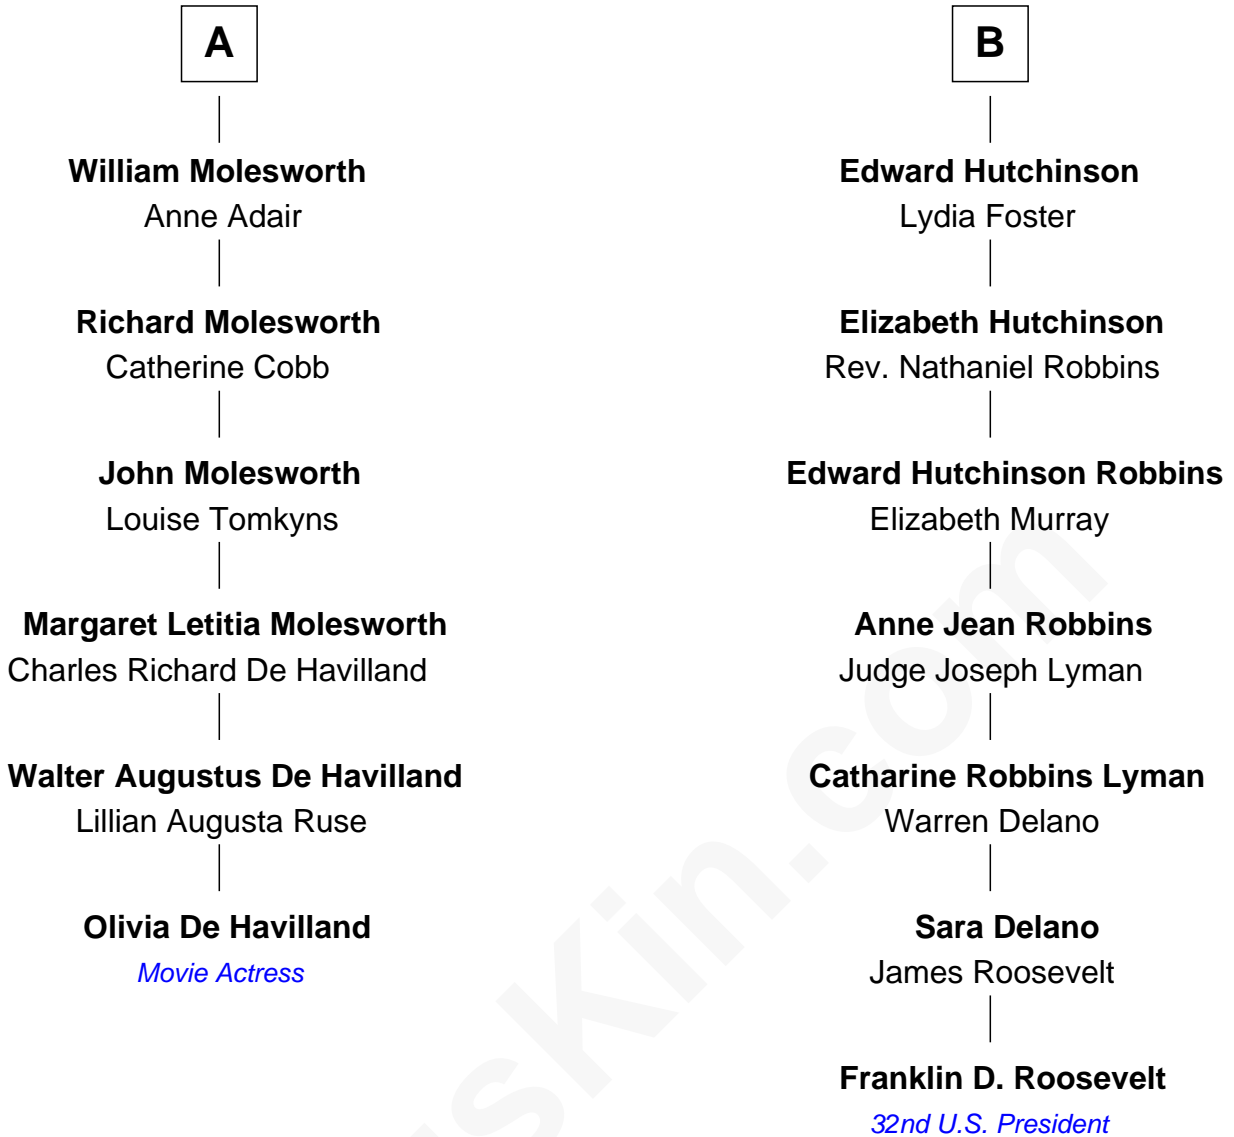 A
William Molesworth
Anne Adair
Richard Molesworth
Catherine Cobb
John Molesworth
Louise Tomkyns
Margaret Letitia Molesworth
Charles Richard De Havilland
Walter Augustus De Havilland
Lillian Augusta Ruse
Olivia De Havilland
Movie Actress
B
Edward Hutchinson
Lydia Foster
Elizabeth Hutchinson
Rev. Nathaniel Robbins
Edward Hutchinson Robbins
Elizabeth Murray
Anne Jean Robbins
Judge Joseph Lyman
Catharine Robbins Lyman
Warren Delano
Sara Delano
James Roosevelt
Franklin D. Roosevelt
32nd U.S. President
usKin.com